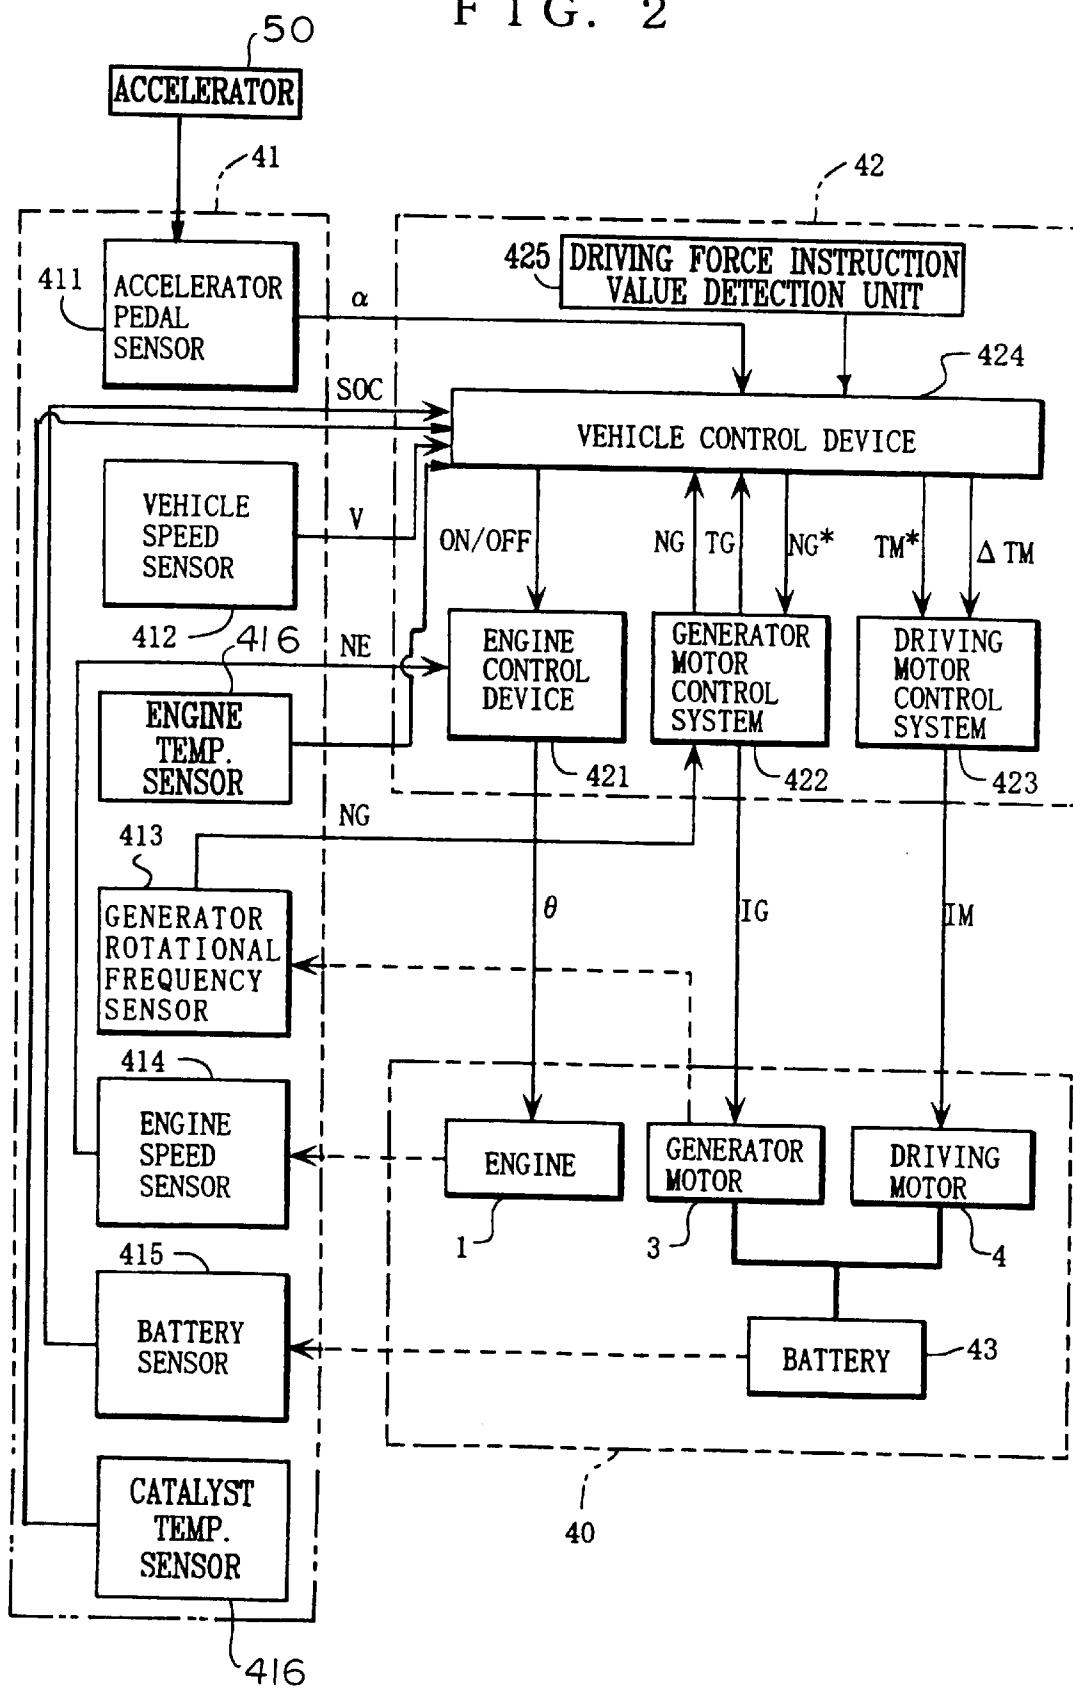 FIG. 2
50
ACCELERATOR
41
42
411
ACCELERATOR
PEDAL
SENSOR
α
425
DRIVING FORCE INSTRUCTION
VALUE DETECTION UNIT
424
SOC
VEHICLE CONTROL DEVICE
VEHICLE
SPEED
SENSOR
V
412
ON/OFF
NG
TG
NG*
TM*
Δ TM
416
NE
ENGINE
CONTROL
DEVICE
421
GENERATOR
MOTOR
CONTROL
SYSTEM
422
DRIVING
MOTOR
CONTROL
SYSTEM
423
ENGINE
TEMP.
SENSOR
NG
413
GENERATOR
ROTATIONAL
FREQUENCY
SENSOR
θ
IG
IM
414
ENGINE
SPEED
SENSOR
ENGINE
1
GENERATOR
MOTOR
3
DRIVING
MOTOR
4
415
BATTERY
SENSOR
BATTERY
43
40
CATALYST
TEMP.
SENSOR
416